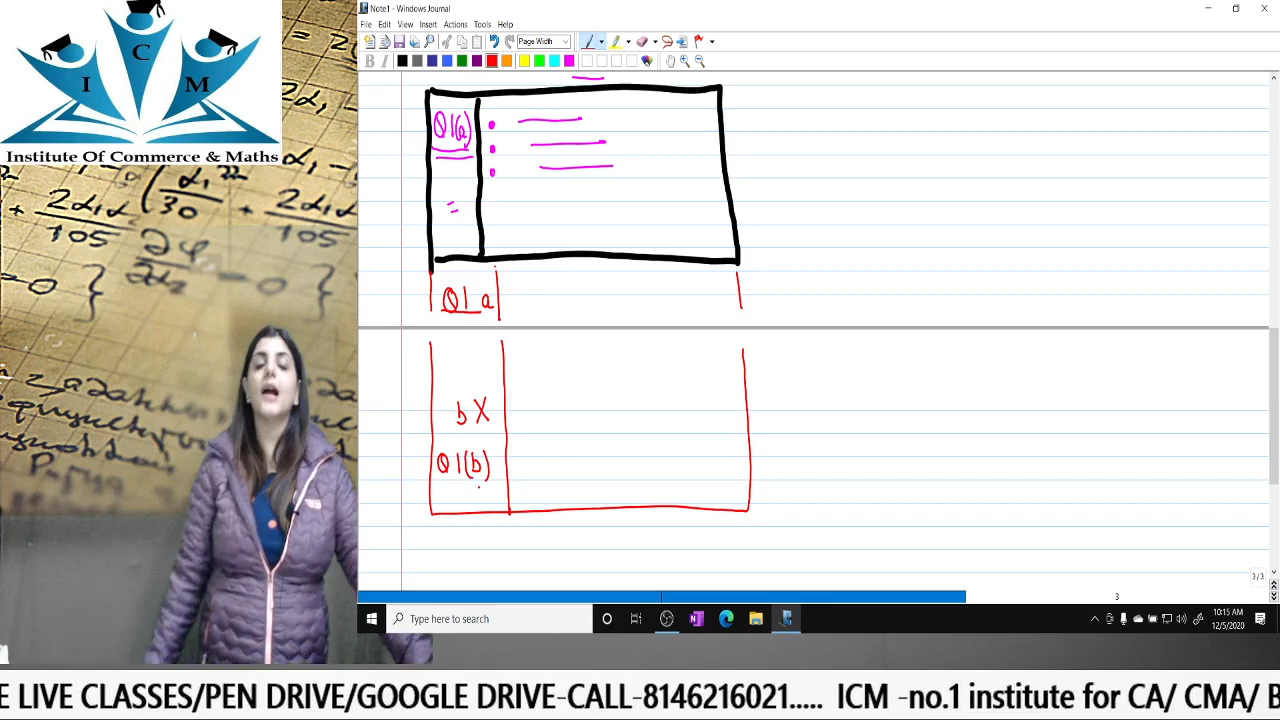 I
C
M
Institute Of Commerce & Maths
Note1 - Windows Journal
File Edit View Insert Actions Tools Help
Page Width
B I
Q1(a)
Q1 a
b X
Q1(b)
3/3
3
Type here to search
10:15 AM
12/5/2020
E LIVE CLASSES/PEN DRIVE/GOOGLE DRIVE-CALL-8146216021..... ICM -no.1 institute for CA/ CMA/ B